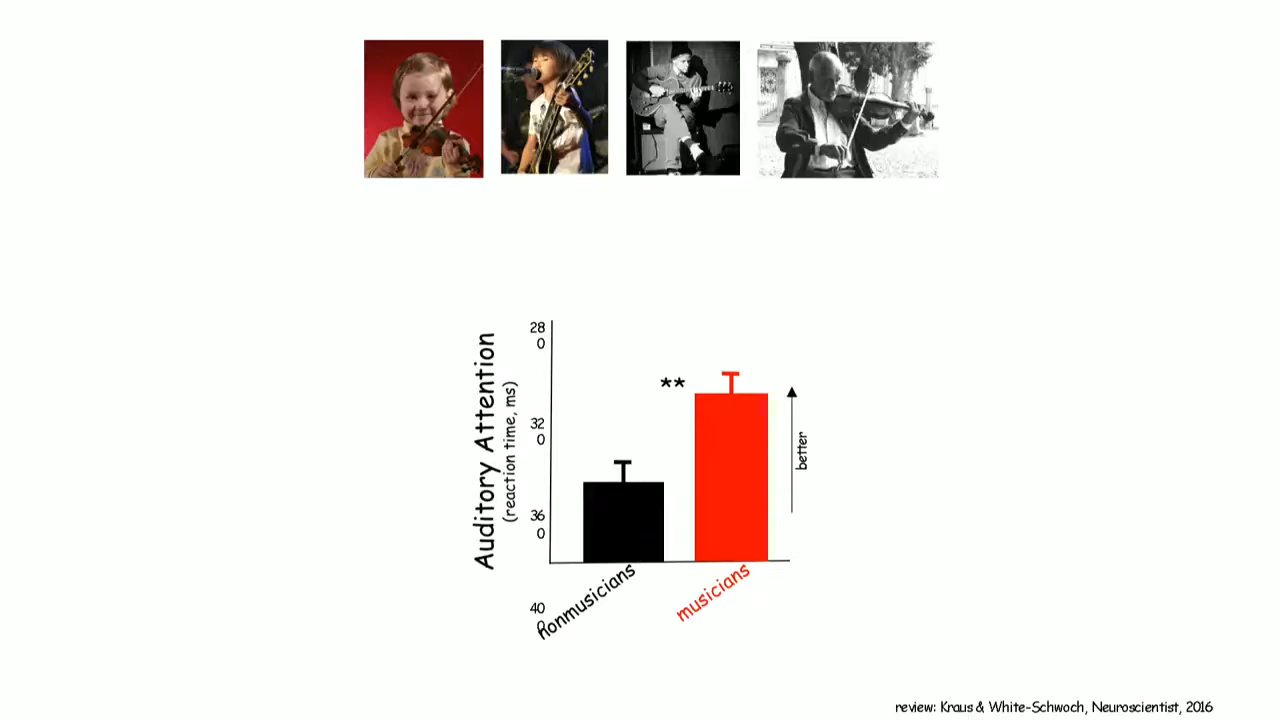 Auditory Attention
(reaction time, ms)
28
0
32
0
36
0
40
0
**
better
nonmusicians
musicians
review: Kraus & White-Schwoch, Neuroscientist, 2016